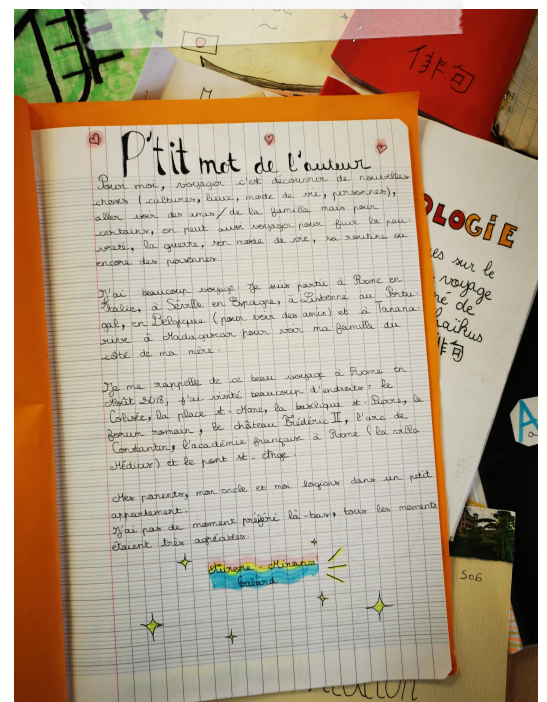 俳句
P'tit mot de l'auteur
Pour moi, voyager c'est découvrir de nouvelles
choses (cultures, lieux, mode de vie, personnes),
aller voir des amis/de la famille mais pour
certains, on peut aussi voyager pour fuir la pau-
vreté, la guerre, son mode de vie, sa routine ou
encore des personnes.
J'ai beaucoup voyagé. Je suis partie à Rome en
Italie, à Séville en Espagne, à Lisbonne au Portu-
gal, en Belgique (pour voir des amis) et à Tanana-
rive à Madagascar pour voir ma famille du
côté de ma mère.
Je me rappelle de ce beau voyage à Rome en
Août 2018, j'ai visité beaucoup d'endroits : le
Colisée, la place st-Marc, la basilique st-Pierre, le
forum romain, le château Frédéric II, l'arc de
Constantin, l'académie française à Rome (la villa
Médicis) et le pont st-Ange.
Mes parents, mon oncle et moi logions dans un petit
appartement.
J'ai pas de moment préféré là-bas, tous les moments
étaient très agréables.
Aurore Mirana
OLOGIE
es sur le
voyage
ré de
haïkus
俳句
A
506